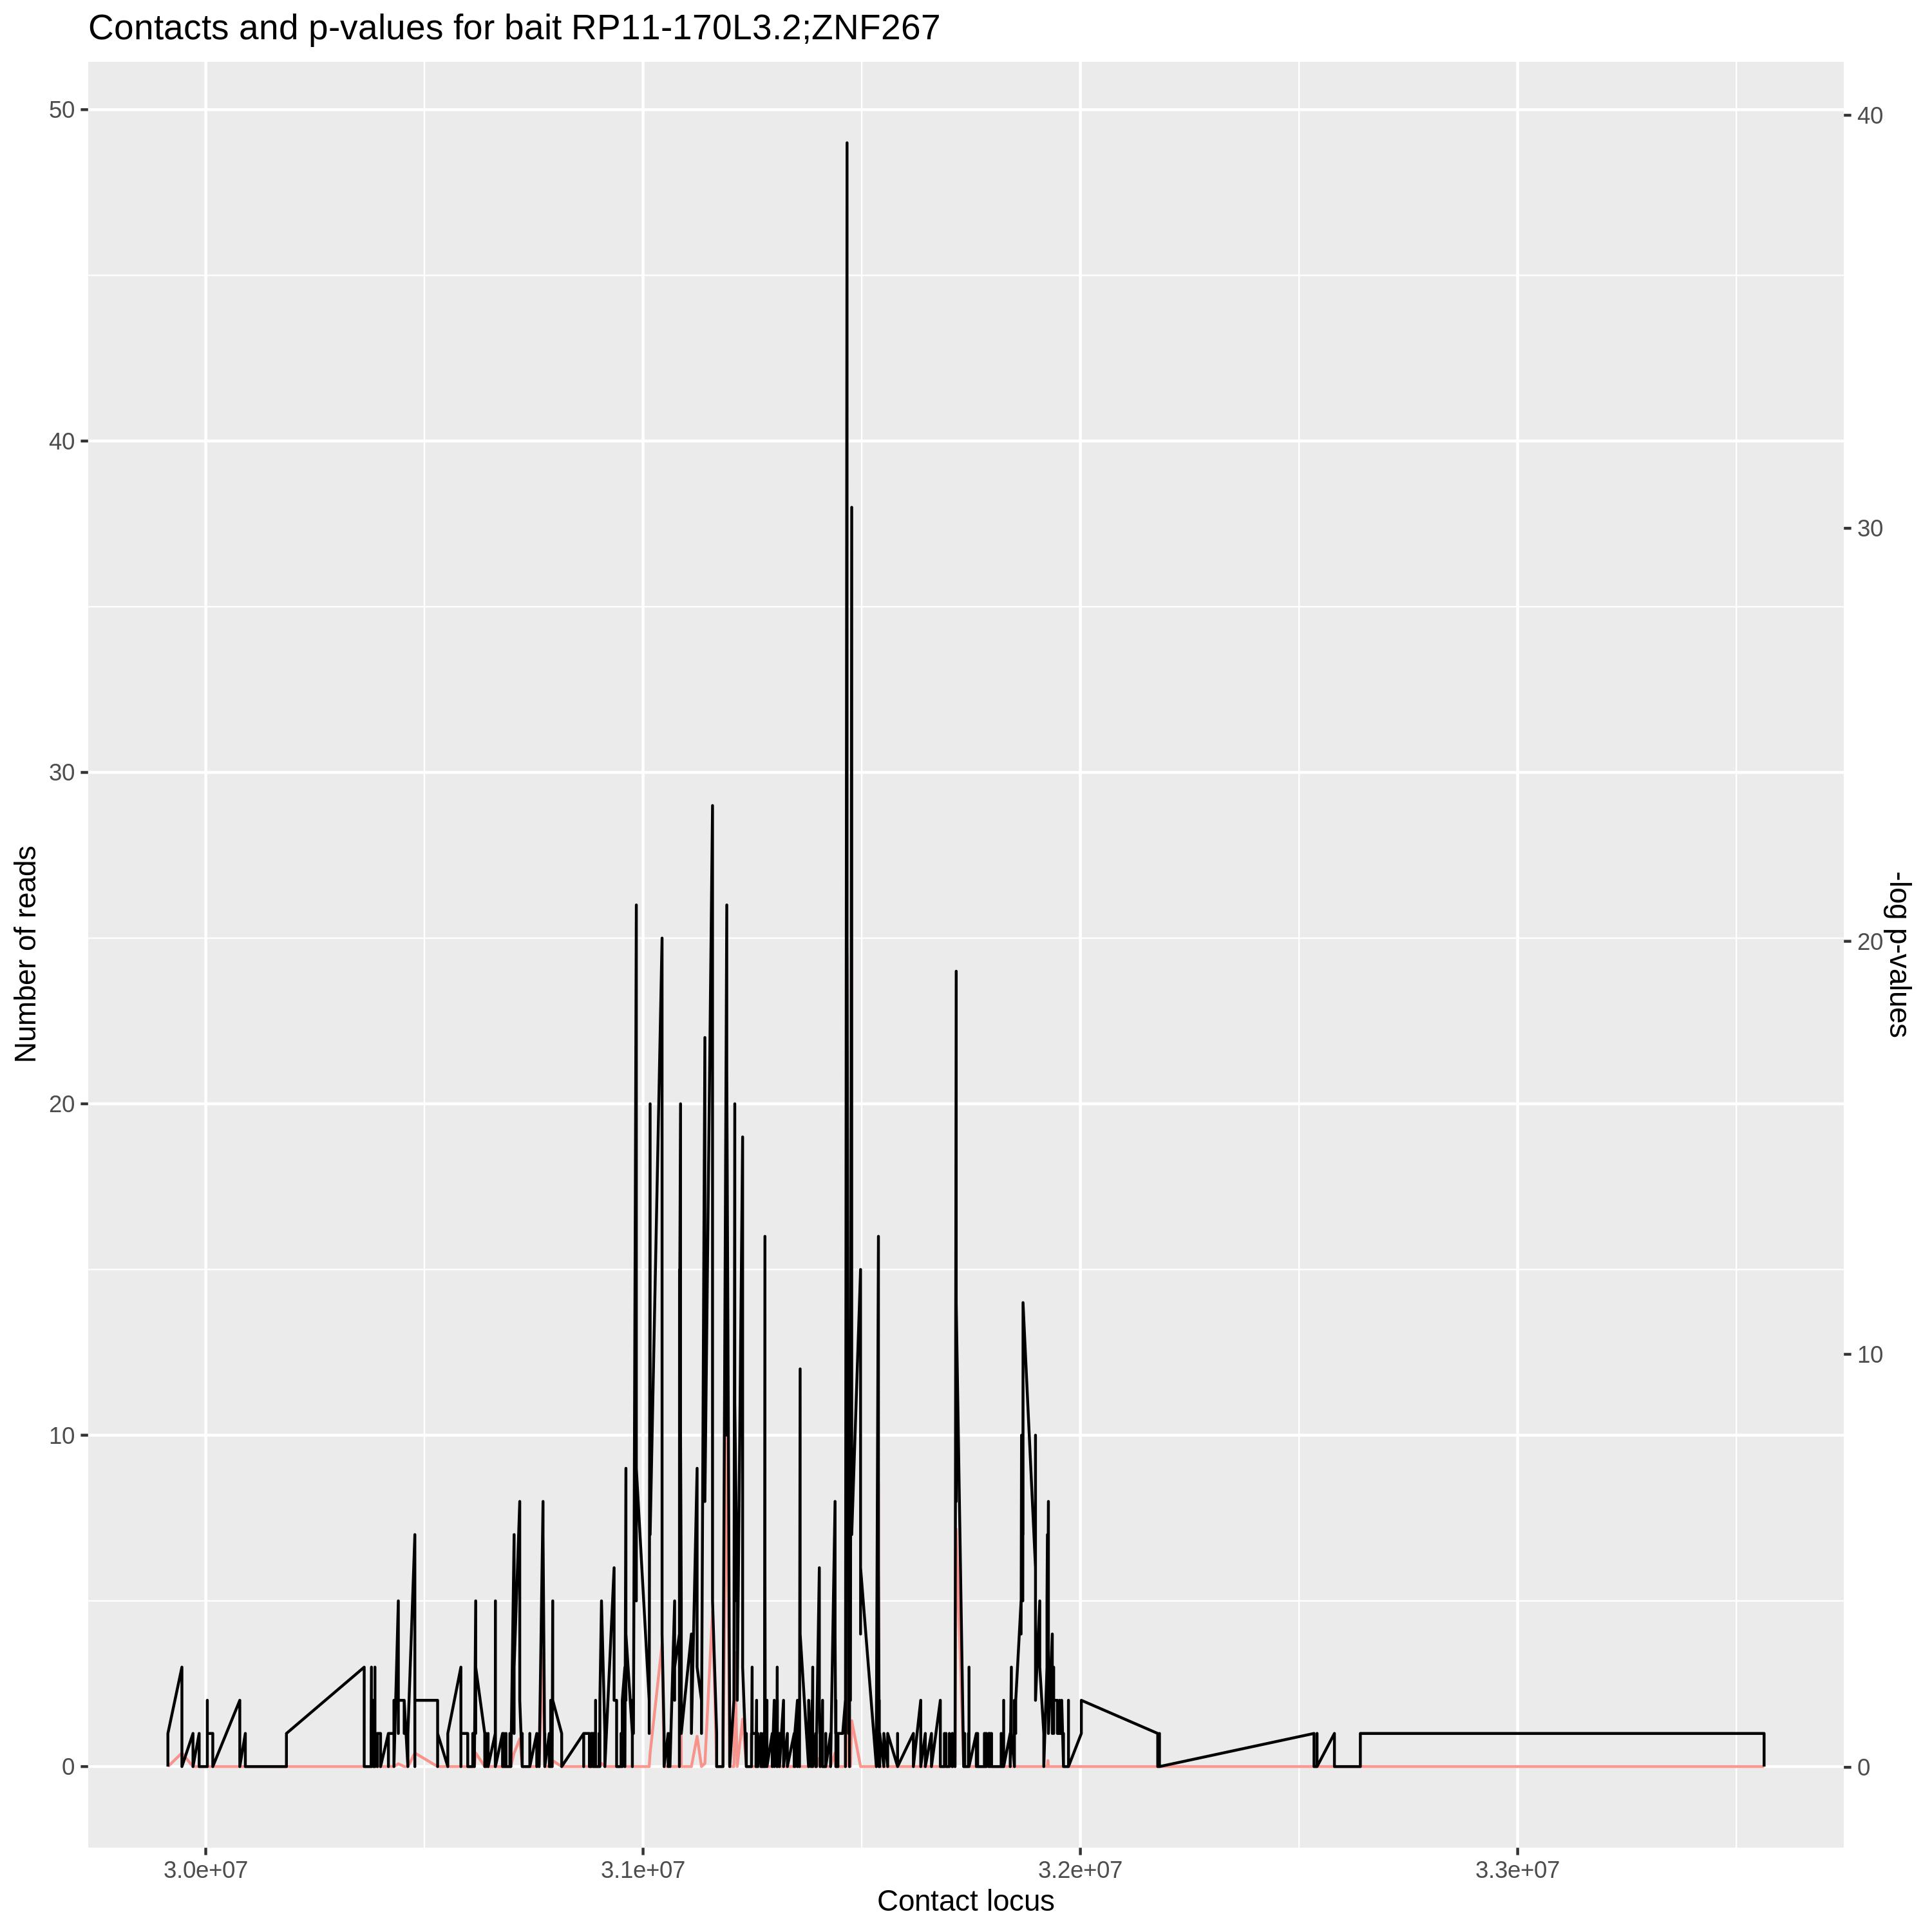 Contacts and p-values for bait RP11-170L3.2;ZNF267
50
40
30
20
10
0
Number of reads
40
30
20
10
0
-log p-values
3.0e+07
3.1e+07
3.2e+07
3.3e+07
Contact locus